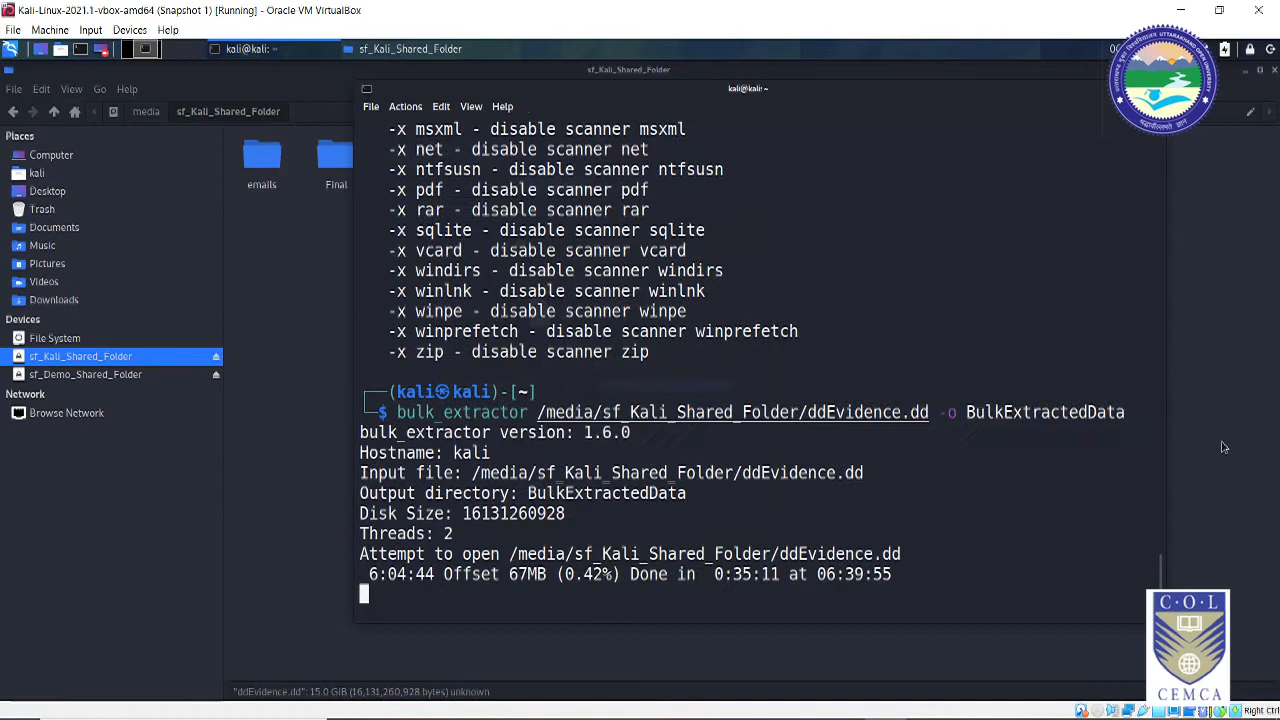 Kali-Linux-2021.1-vbox-amd64 (Snapshot 1) [Running] - Oracle VM VirtualBox
File Machine Input Devices Help
kali@kali: ~
sf_Kali_Shared_Folder
sf_Kali_Shared_Folder
File Edit View Go Help
media
sf_Kali_Shared_Folder
Places
Computer
kali
Desktop
Trash
Documents
Music
Pictures
Videos
Downloads
Devices
File System
sf_Kali_Shared_Folder
sf_Demo_Shared_Folder
Network
Browse Network
emails
Final
kali@kali: ~
File Actions Edit View Help
-x msxml - disable scanner msxml
-x net - disable scanner net
-x ntfsusn - disable scanner ntfsusn
-x pdf - disable scanner pdf
-x rar - disable scanner rar
-x sqlite - disable scanner sqlite
-x vcard - disable scanner vcard
-x windirs - disable scanner windirs
-x winlnk - disable scanner winlnk
-x winpe - disable scanner winpe
-x winprefetch - disable scanner winprefetch
-x zip - disable scanner zip
(kali㉿kali)-[~]
$ bulk_extractor /media/sf_Kali_Shared_Folder/ddEvidence.dd -o BulkExtractedData
bulk_extractor version: 1.6.0
Hostname: kali
Input file: /media/sf_Kali_Shared_Folder/ddEvidence.dd
Output directory: BulkExtractedData
Disk Size: 16131260928
Threads: 2
Attempt to open /media/sf_Kali_Shared_Folder/ddEvidence.dd
6:04:44 Offset 67MB (0.42%) Done in 0:35:11 at 06:39:55
"ddEvidence.dd": 15.0 GiB (16,131,260,928 bytes) unknown
UTTARAKHAND OPEN UNIVERSITY
C·O·L
CEMCA
Right Ctrl